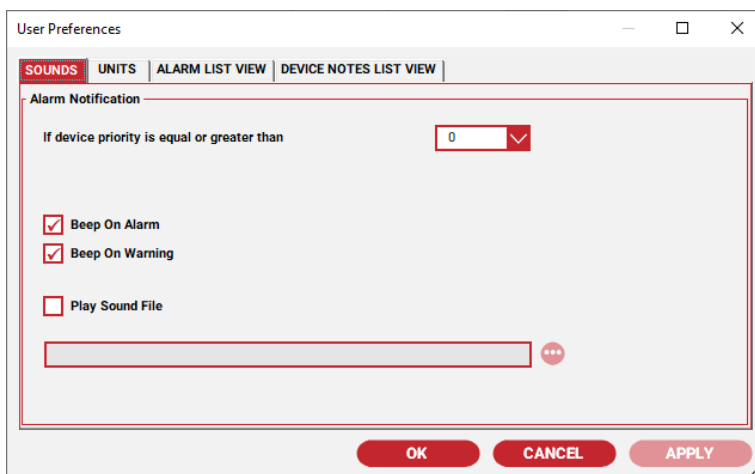 User Preferences
SOUNDS UNITS ALARM LIST VIEW DEVICE NOTES LIST VIEW
Alarm Notification
If device priority is equal or greater than 0
Beep On Alarm
Beep On Warning
Play Sound File
OK CANCEL APPLY